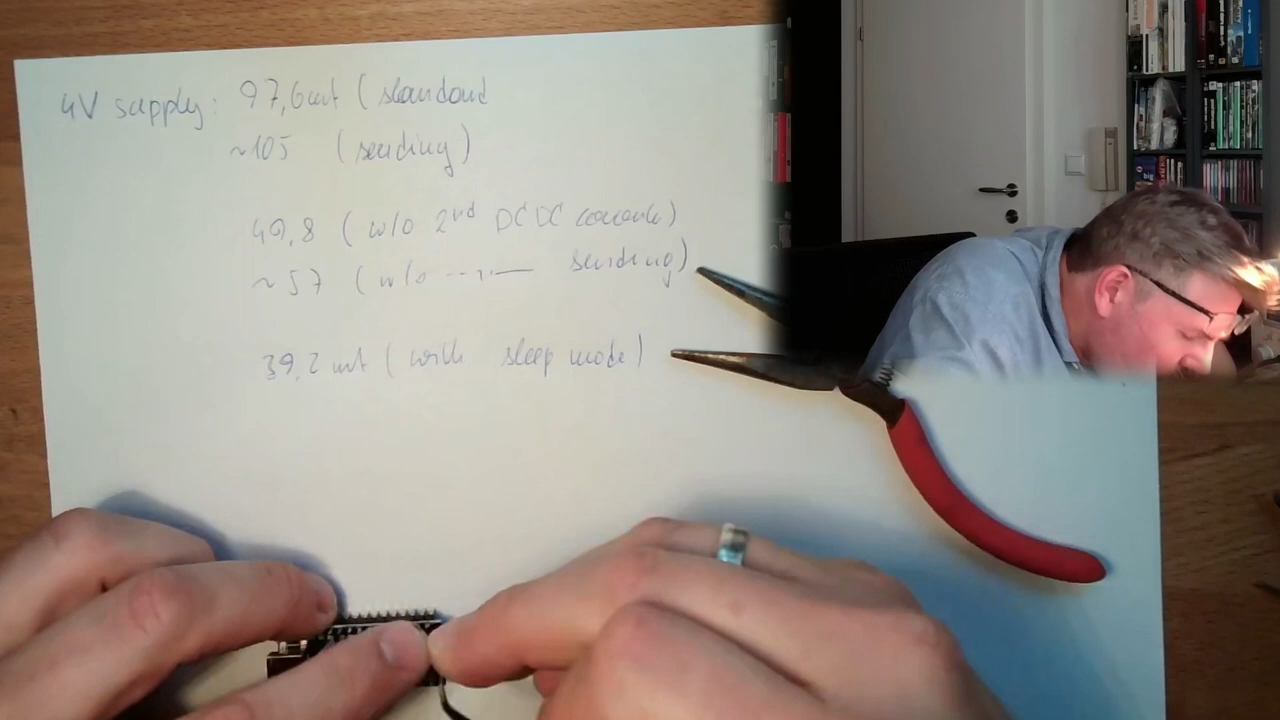 4V supply: 97,6mA (standard
~105 (sending)
49,8 (w/o 2nd DCDC
~57 (w/o --"-- sending)
39,2 mA (with sleep mode)
big